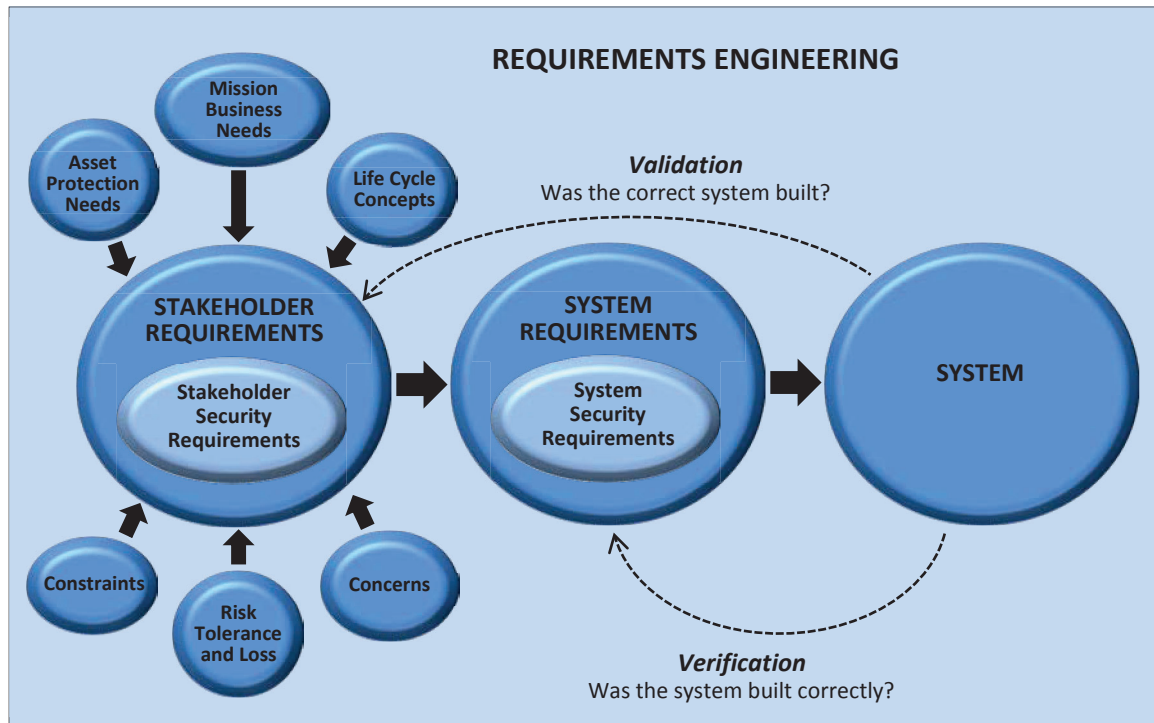 REQUIREMENTS ENGINEERING
Mission
Business
Needs
Asset
Protection
Needs
Life Cycle
Concepts
Validation
Was the correct system built?
STAKEHOLDER
REQUIREMENTS
Stakeholder
Security
Requirements
SYSTEM
REQUIREMENTS
System
Security
Requirements
SYSTEM
Constraints
Risk
Tolerance
and Loss
Concerns
Verification
Was the system built correctly?